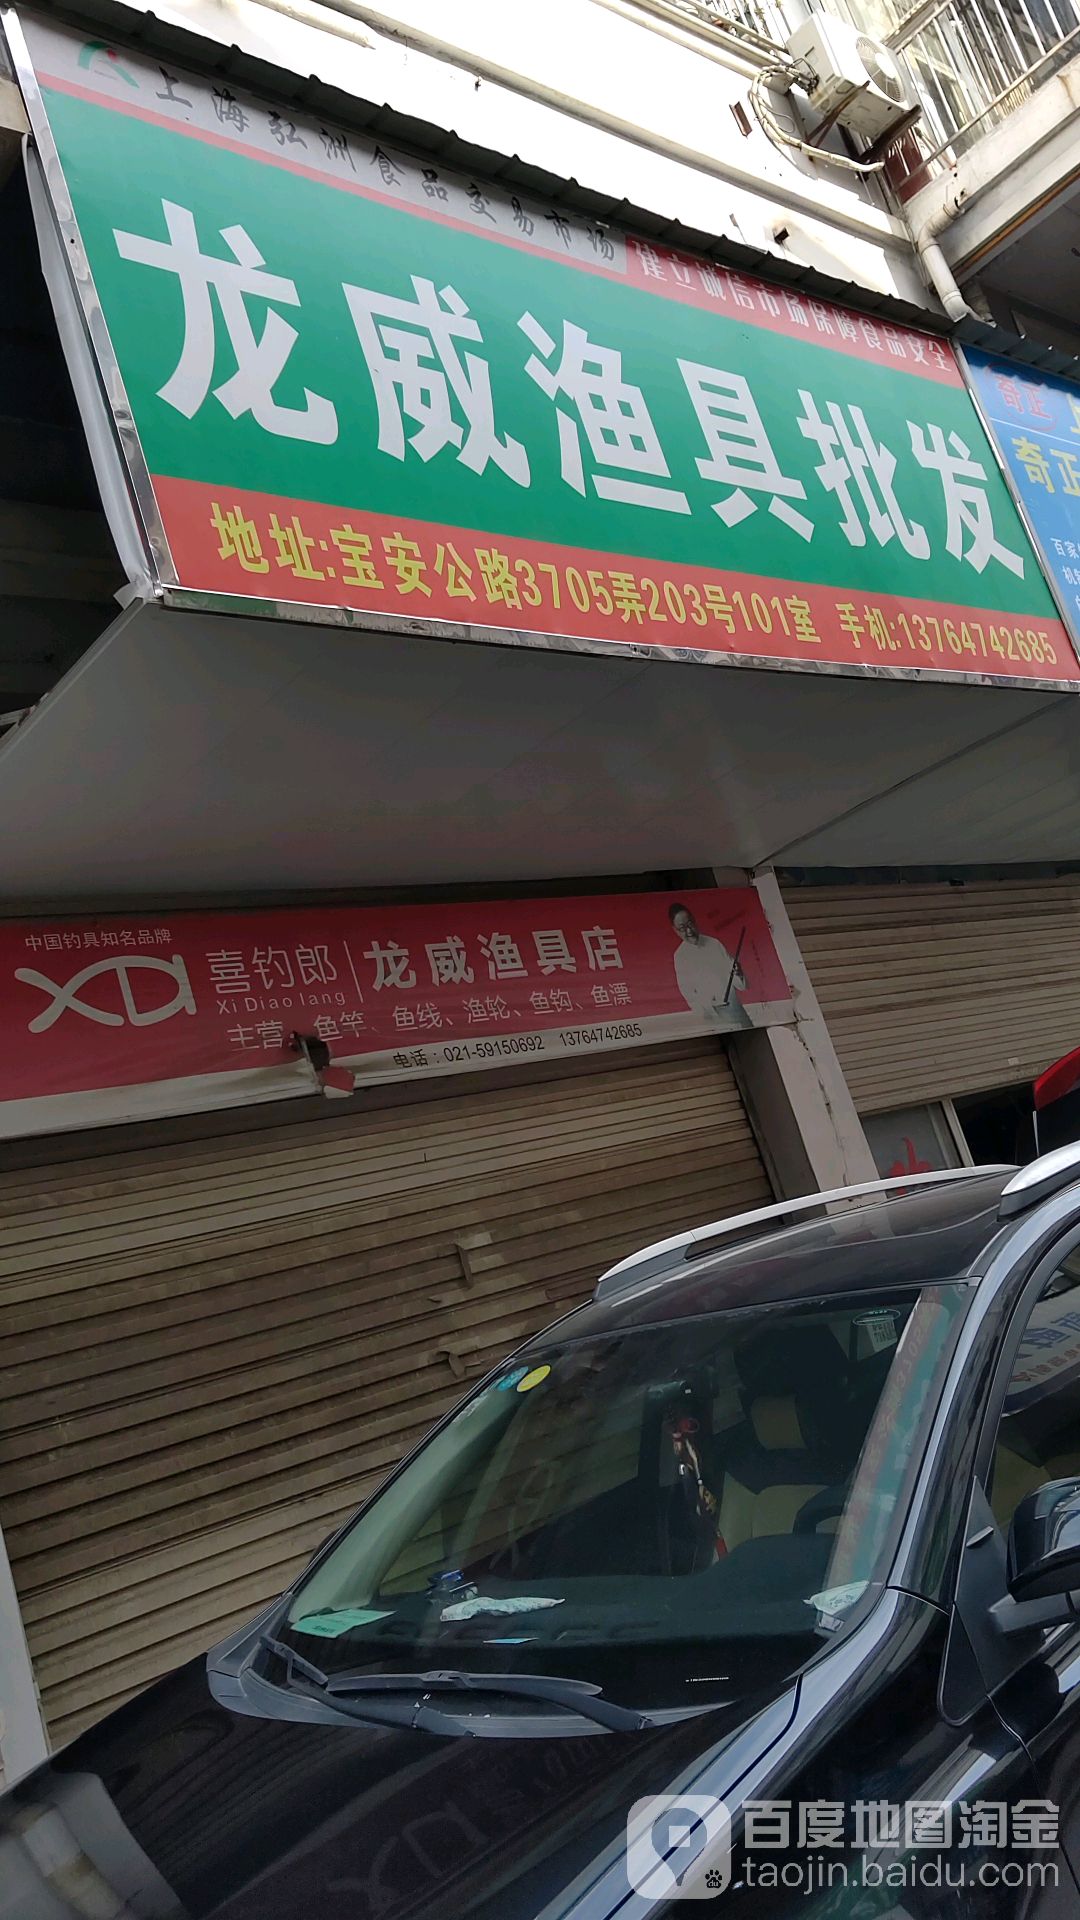 上海弘洲食品交易市场
建立诚信市场保障食品安全
龙威渔具批发
地址:宝安公路3705弄203号101室 手机:13764742685
奇正
奇正
百家
中国钓具知名品牌
喜钓郎
Xi Diao lang
龙威渔具店
主营:鱼竿、鱼线、渔轮、鱼钩、鱼漂
电话:021-59150692 13764742685
百度地图淘金
taojin.baidu.com